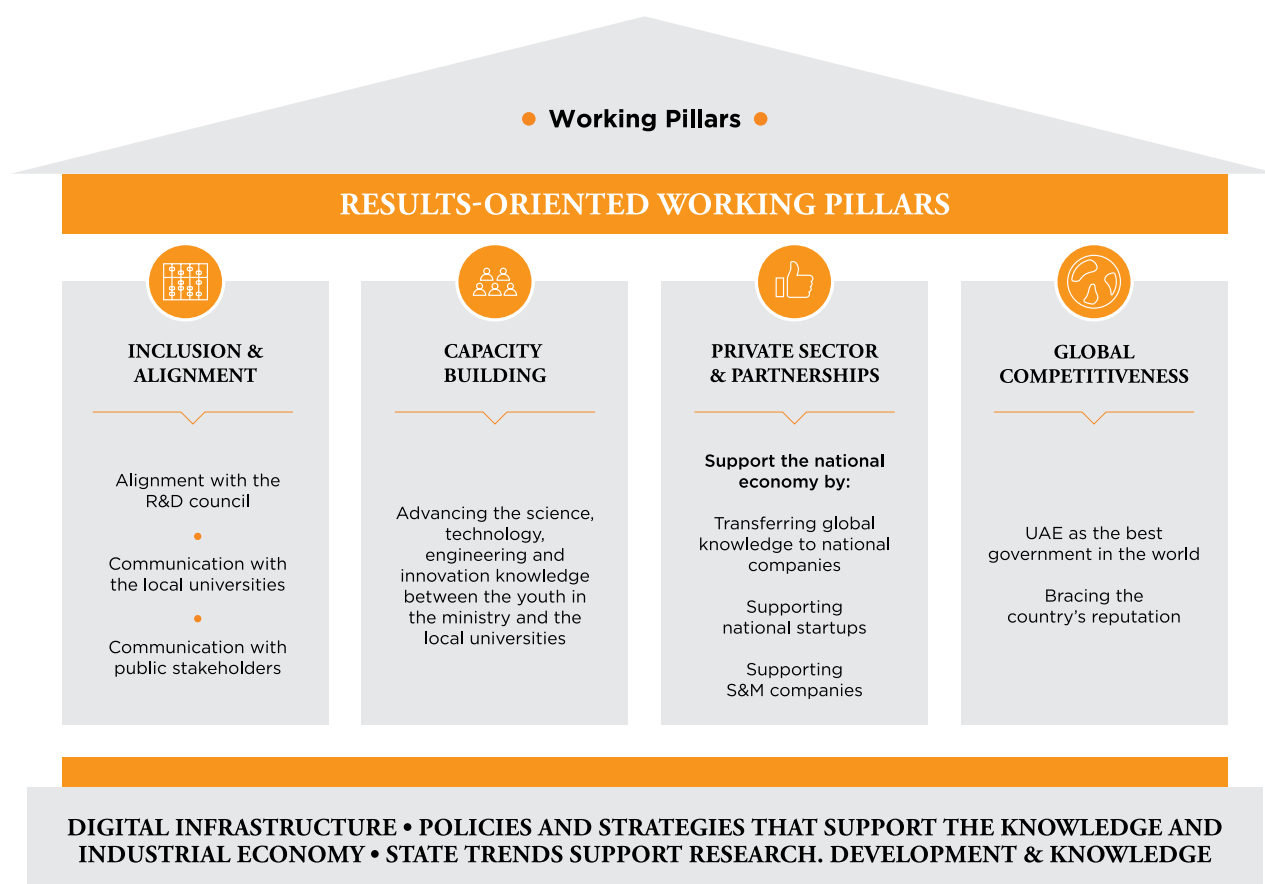 Working Pillars
RESULTS-ORIENTED WORKING PILLARS
INCLUSION &
ALIGNMENT
Alignment with the
R&D council
•
Communication with
the local universities
•
Communication with
public stakeholders
CAPACITY
BUILDING
Advancing the science,
technology,
engineering and
innovation knowledge
between the youth in
the ministry and the
local universities
PRIVATE SECTOR
& PARTNERSHIPS
Support the national
economy by:
Transferring global
knowledge to national
companies
Supporting
national startups
Supporting
S&M companies
GLOBAL
COMPETITIVENESS
UAE as the best
government in the world
Bracing the
country's reputation
DIGITAL INFRASTRUCTURE • POLICIES AND STRATEGIES THAT SUPPORT THE KNOWLEDGE AND
INDUSTRIAL ECONOMY • STATE TRENDS SUPPORT RESEARCH. DEVELOPMENT & KNOWLEDGE